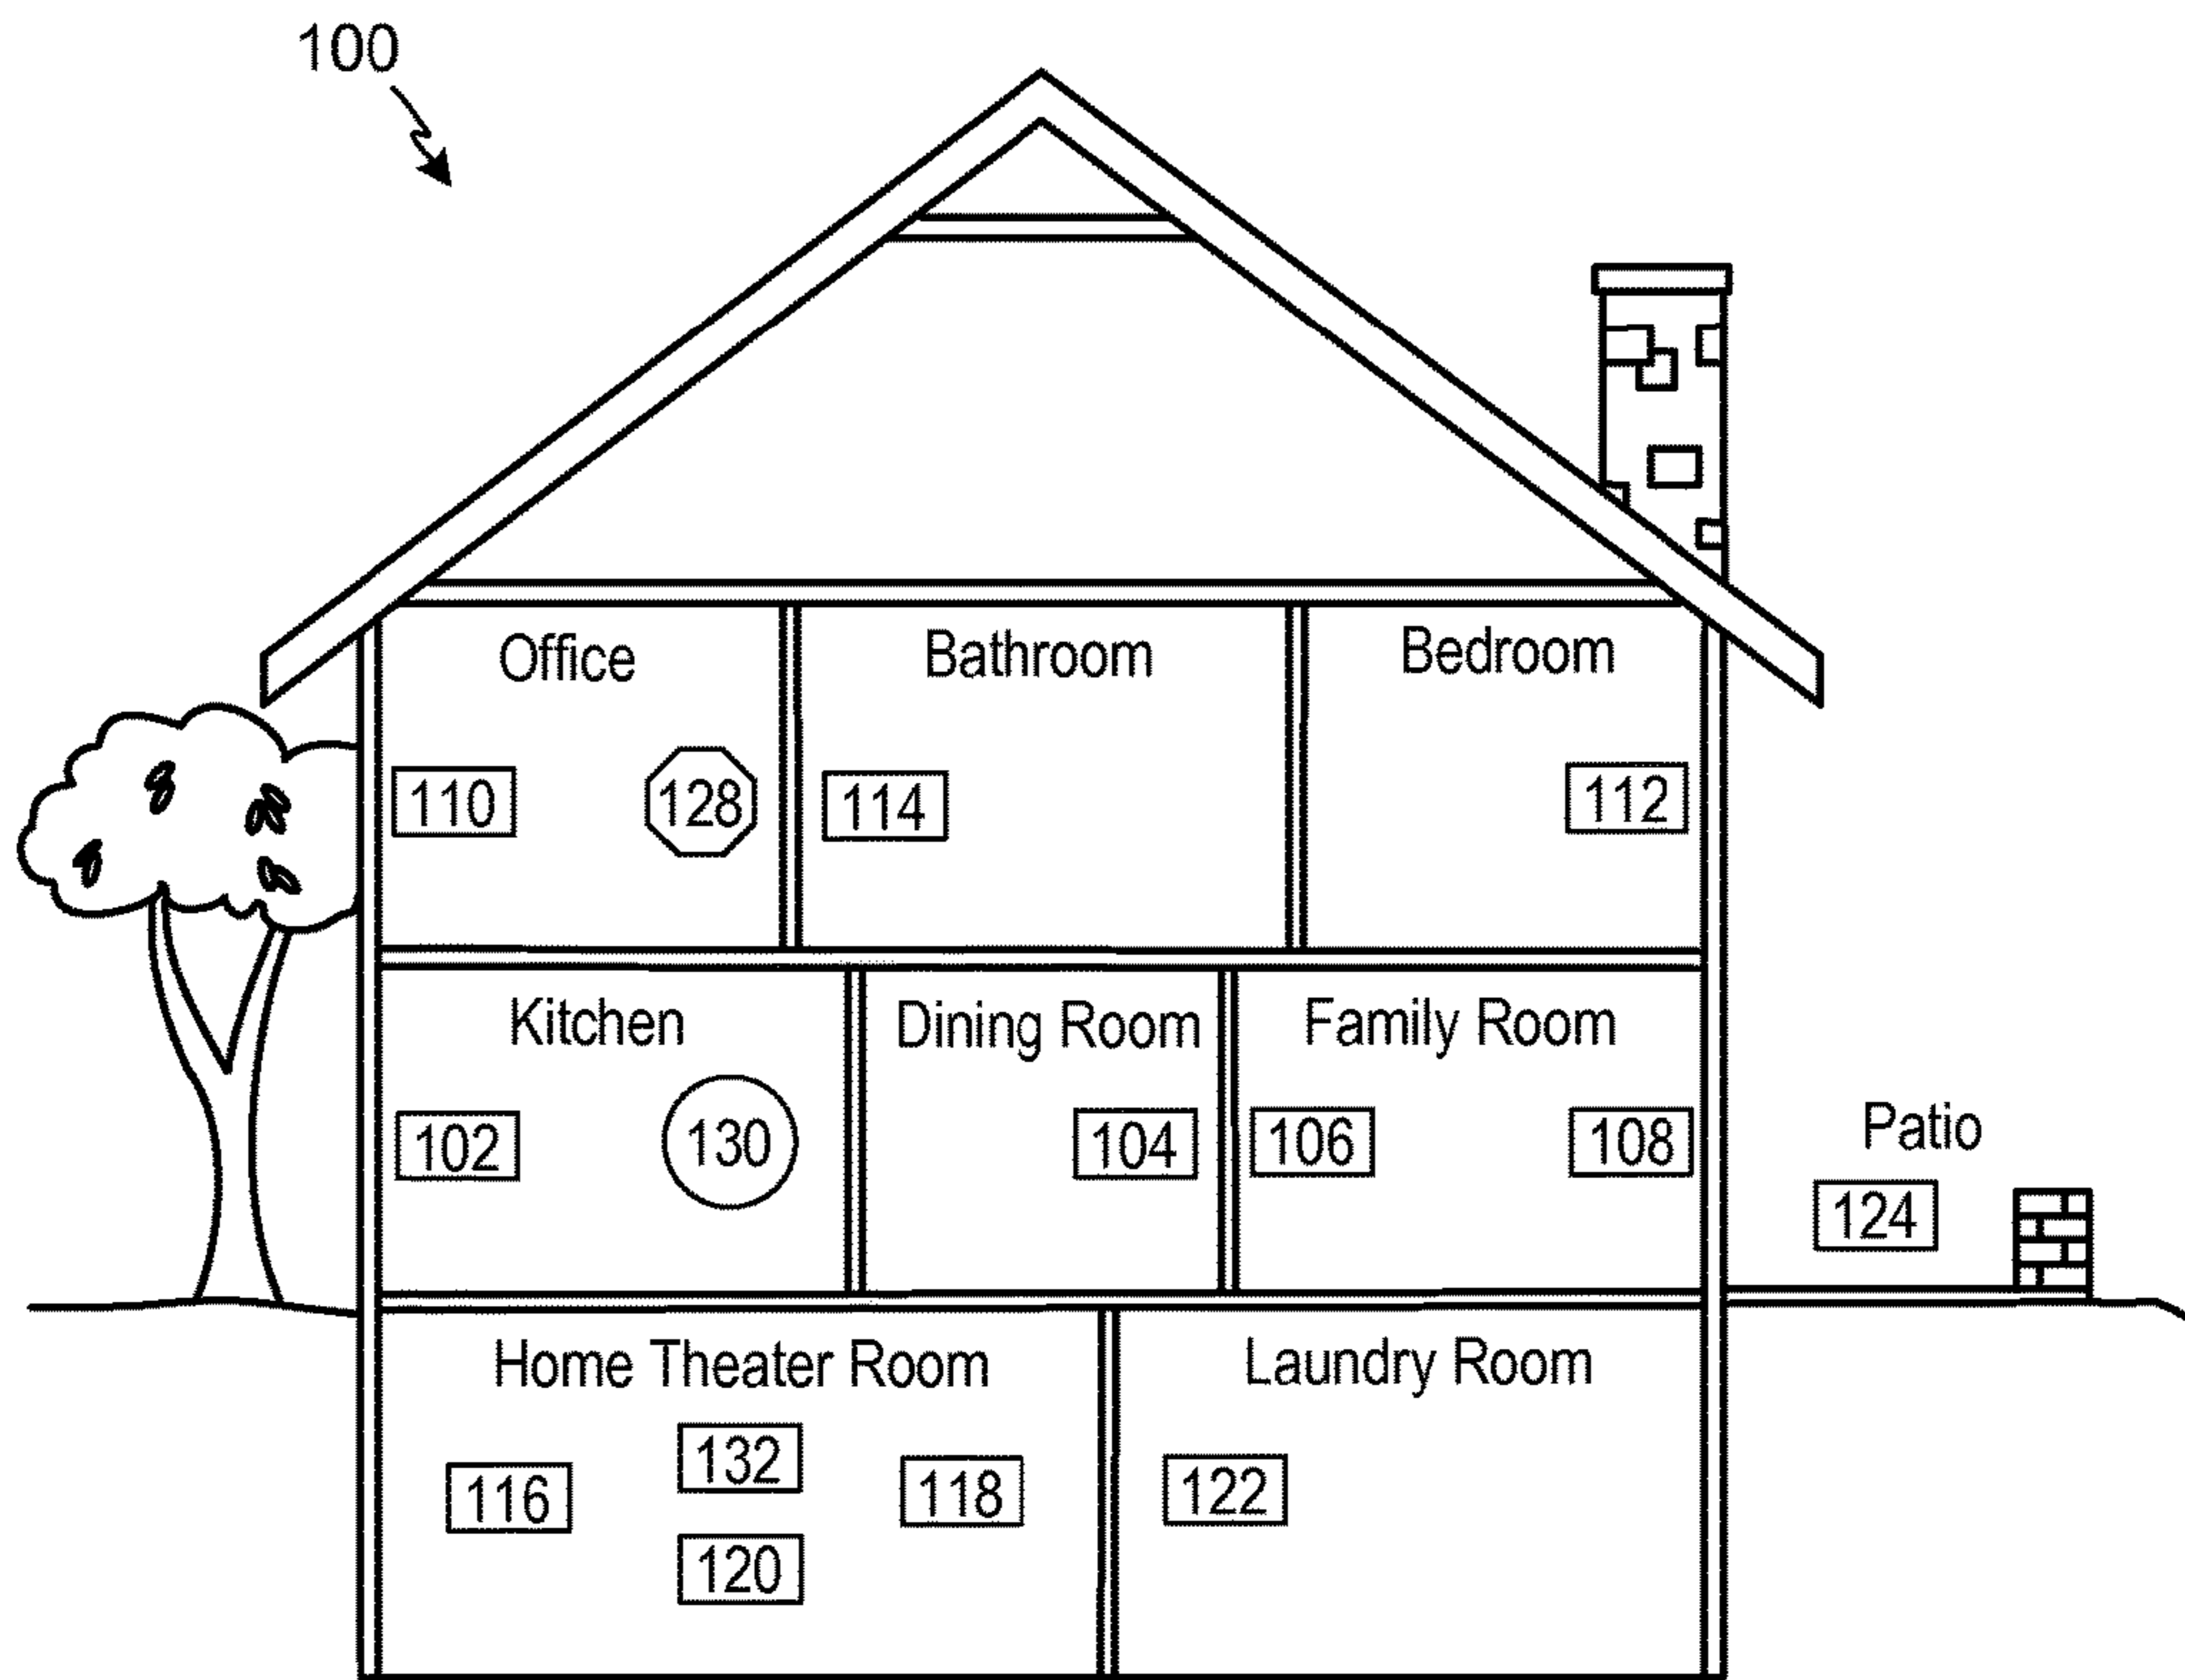 100
Office
Bathroom
Bedroom
110
128
114
112
Kitchen
Dining Room
Family Room
102
130
104
106
108
Patio
124
Home Theater Room
Laundry Room
116
132
118
120
122